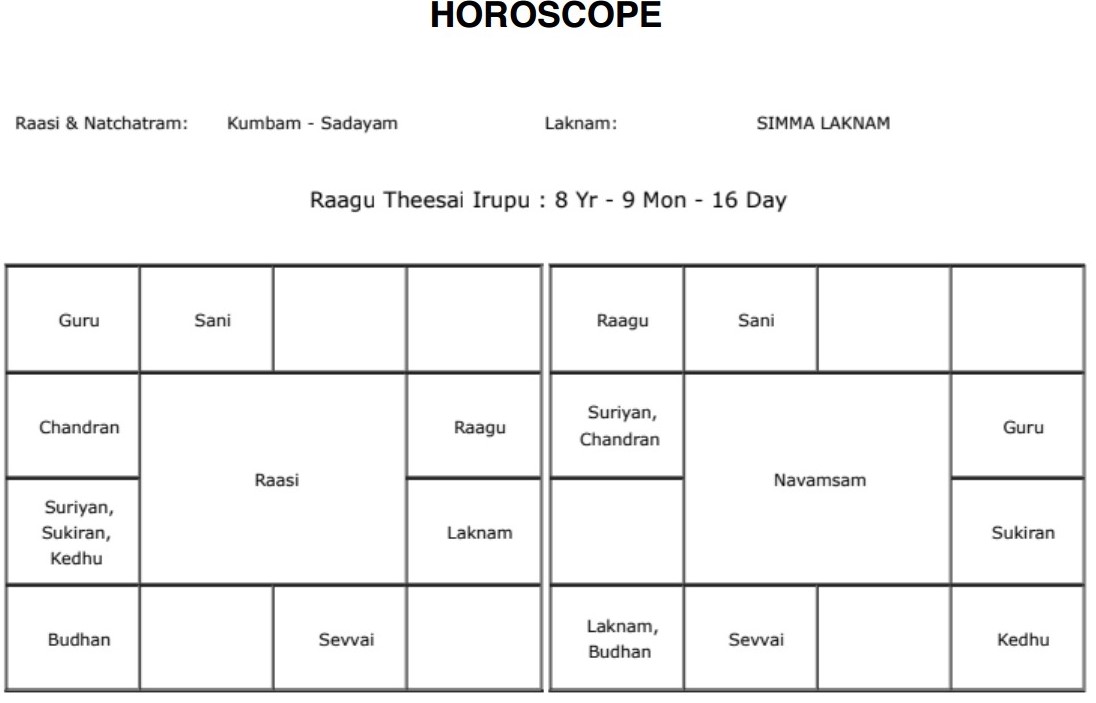 HOROSCOPE
Raasi & Natchatram: Kumbam - Sadayam Laknam: SIMMA LAKNAM
Raagu Theesai Irupu : 8 Yr - 9 Mon - 16 Day
Guru Sani
Chandran Raagu
Raasi
Suriyan,
Sukiran,
Kedhu
Laknam
Budhan Sevvai
Raagu Sani
Suriyan,
Chandran
Guru
Navamsam
Sukiran
Laknam,
Budhan
Sevvai Kedhu